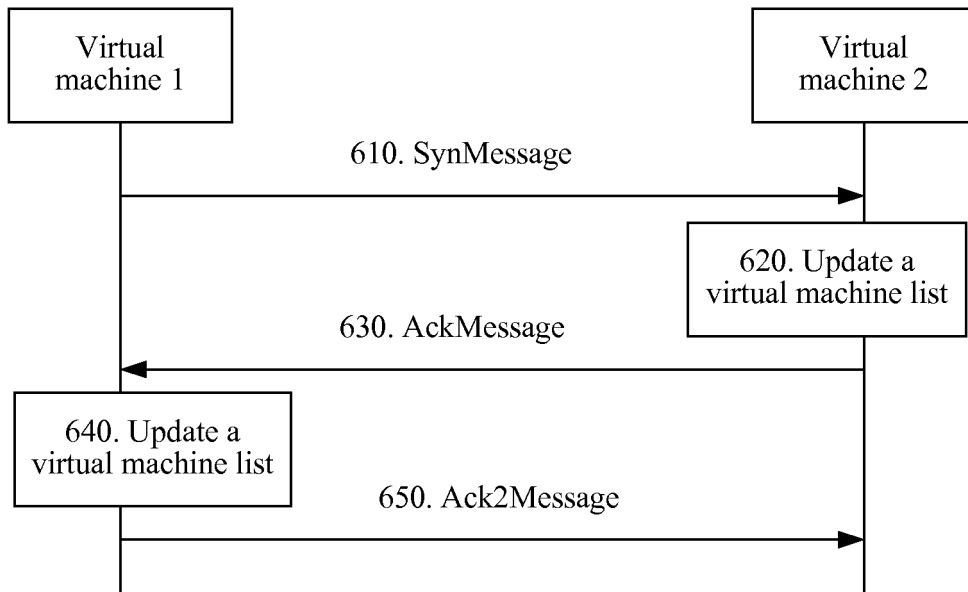 Virtual
machine 1
Virtual
machine 2
610. SynMessage
620. Update a
virtual machine list
630. AckMessage
640. Update a
virtual machine list
650. Ack2Message